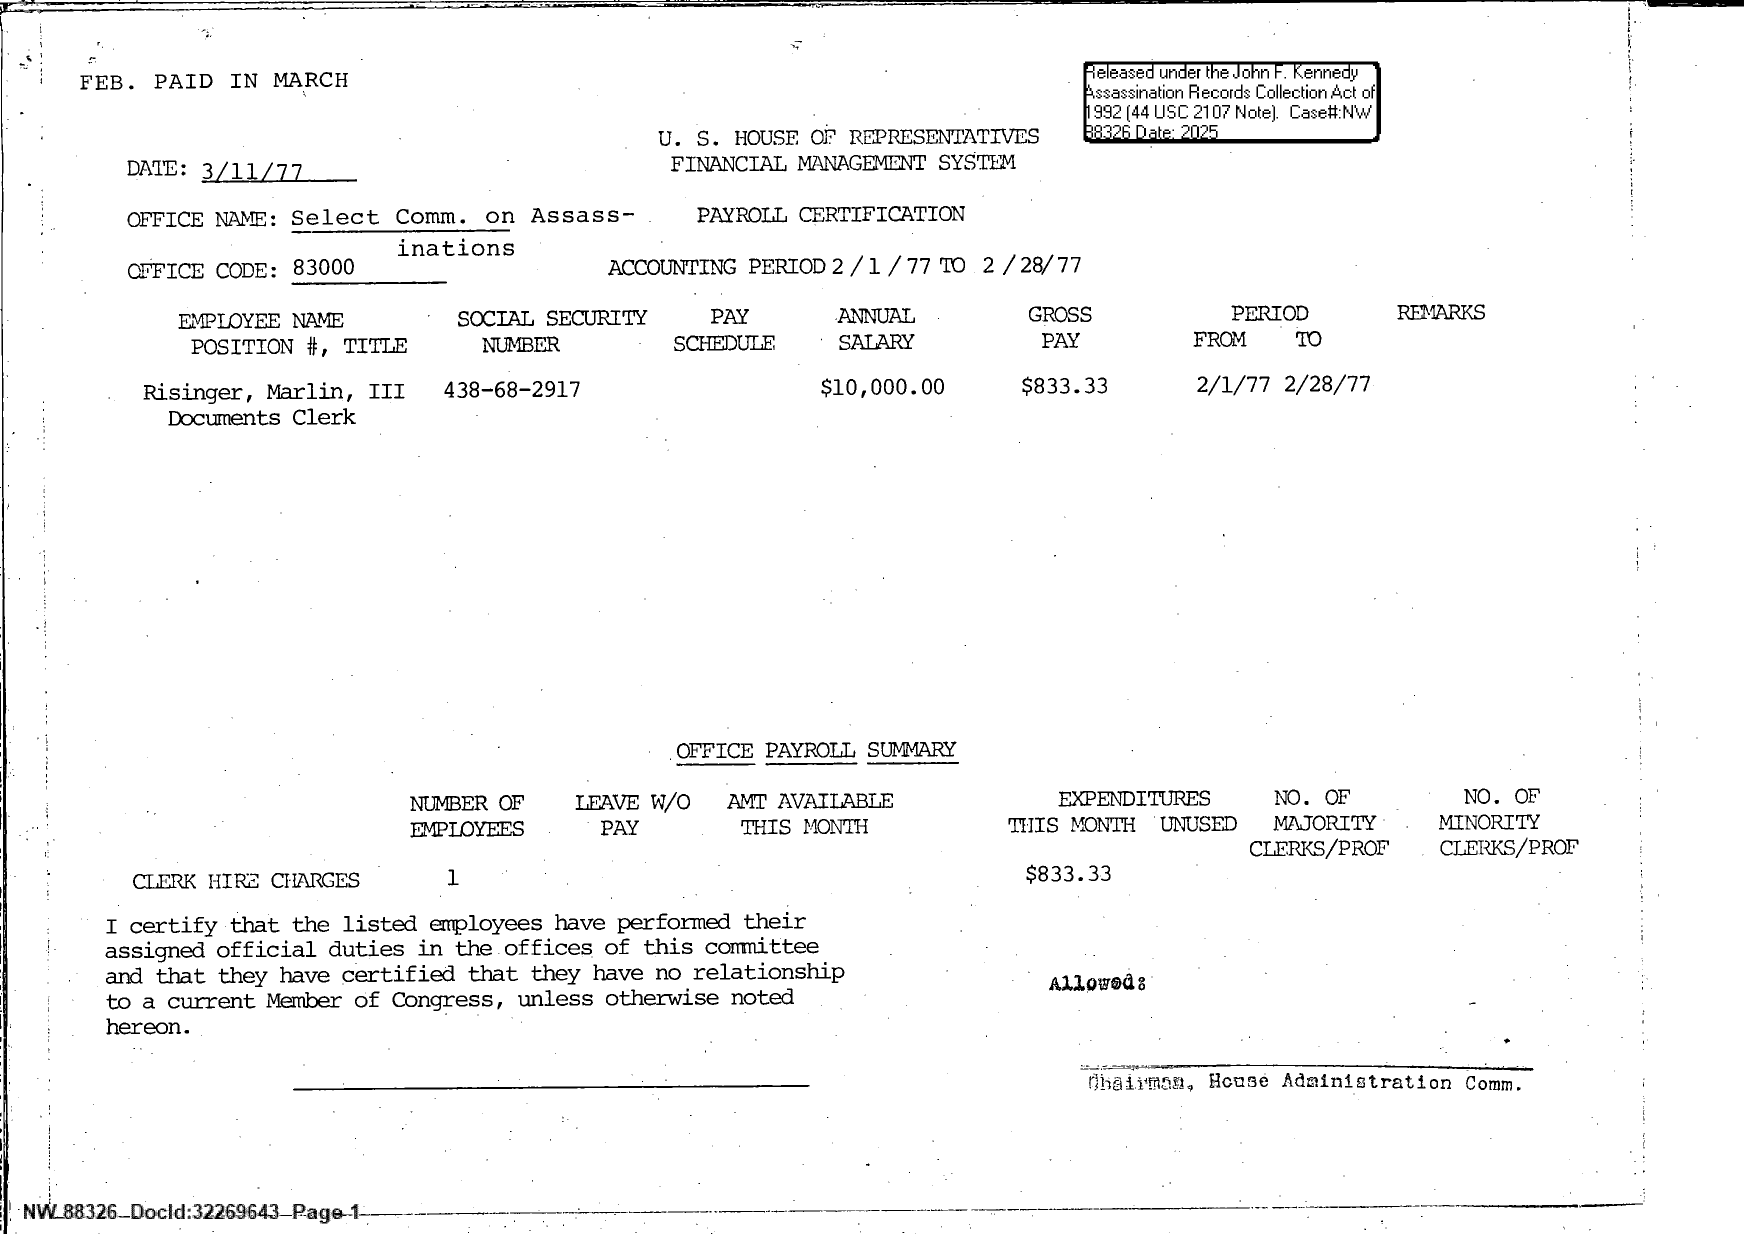 FEB. PAID IN MARCH
Released under the John F. Kennedy
Assassination Records Collection Act of
1992 (44 USC 2107 Note). Case#:NW
88326 Date: 2025
U. S. HOUSE OF REPRESENTATIVES
DATE: 3/11/77 FINANCIAL MANAGEMENT SYSTEM
OFFICE NAME: Select Comm. on Assass- PAYROLL CERTIFICATION
inations
OFFICE CODE: 83000 ACCOUNTING PERIOD 2 / 1 / 77 TO 2 / 28/ 77
EMPLOYEE NAME SOCIAL SECURITY PAY ANNUAL GROSS PERIOD REMARKS
POSITION #, TITLE NUMBER SCHEDULE SALARY PAY FROM TO
Risinger, Marlin, III 438-68-2917 $10,000.00 $833.33 2/1/77 2/28/77
Documents Clerk
OFFICE PAYROLL SUMMARY
NUMBER OF LEAVE W/O AMT AVAILABLE EXPENDITURES NO. OF NO. OF
EMPLOYEES PAY THIS MONTH THIS MONTH UNUSED MAJORITY MINORITY
CLERKS/PROF CLERKS/PROF
CLERK HIRE CHARGES 1 $833.33
I certify that the listed employees have performed their
assigned official duties in the offices of this committee
and that they have certified that they have no relationship
to a current Member of Congress, unless otherwise noted
hereon.
Allowed:
Chairman, House Administration Comm.
NW 88326 DocId:32269643 Page 1